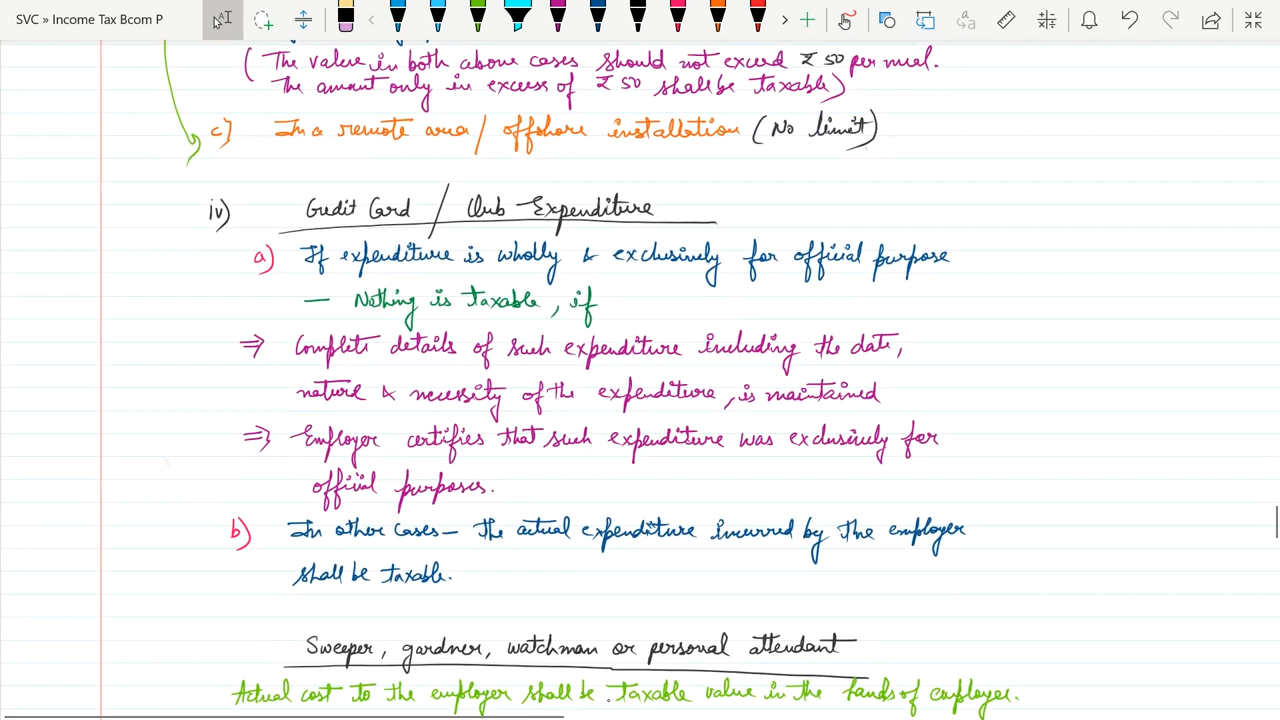 SVC » Income Tax Bcom P
( The value in both above cases should not exceed ₹ 50 per meal.
The amount only in excess of ₹ 50 shall be taxable)
c) In a remote area / offshore installation (No limit)
iv) Credit Card / Club Expenditure
a) If expenditure is wholly & exclusively for official purpose
— Nothing is taxable, if
⇒ Complete details of such expenditure including the date,
nature & necessity of the expenditure, is maintained
⇒ Employer certifies that such expenditure was exclusively for
official purposes.
b) In other cases — The actual expenditure incurred by the employer
shall be taxable.
Sweeper, gardner, watchman or personal attendant
Actual cost to the employer shall be taxable value in the hands of employer.